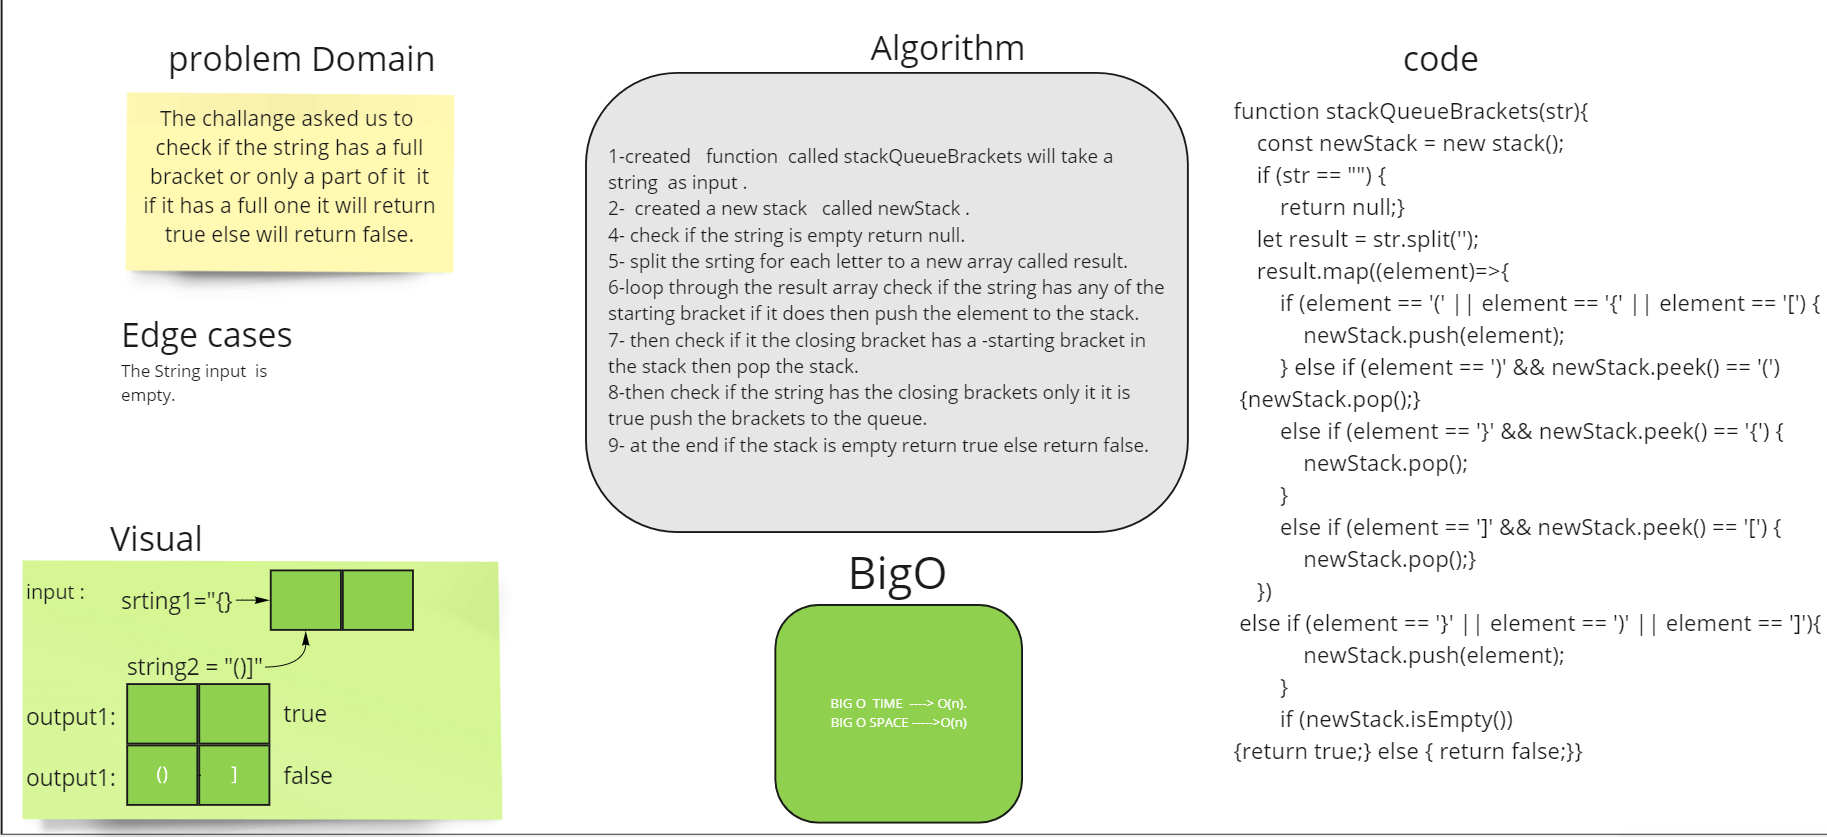 problem Domain
The challange asked us to
check if the string has a full
bracket or only a part of it  it
if it has a full one it will return
true else will return false.
Edge cases
The String input  is
empty.
Visual
input :
srting1="{}
string2 = "()]"
output1:
true
output1:
()
]
false
Algorithm
1-created   function  called stackQueueBrackets will take a
string  as input .
2-  created a new stack   called newStack .
4- check if the string is empty return null.
5- split the srting for each letter to a new array called result.
6-loop through the result array check if the string has any of the
starting bracket if it does then push the element to the stack.
7- then check if it the closing bracket has a -starting bracket in
the stack then pop the stack.
8-then check if the string has the closing brackets only it it is
true push the brackets to the queue.
9- at the end if the stack is empty return true else return false.
BigO
BIG O  TIME  ----> O(n).
BIG O SPACE ----->O(n)
code
function stackQueueBrackets(str){
const newStack = new stack();
if (str == "") {
return null;}
let result = str.split('');
result.map((element)=>{
if (element == '(' || element == '{' || element == '[') {
newStack.push(element);
} else if (element == ')' && newStack.peek() == '(')
{newStack.pop();}
else if (element == '}' && newStack.peek() == '{') {
newStack.pop();
}
else if (element == ']' && newStack.peek() == '[') {
newStack.pop();}
})
else if (element == '}' || element == ')' || element == ']'){
newStack.push(element);
}
if (newStack.isEmpty())
{return true;} else { return false;}}